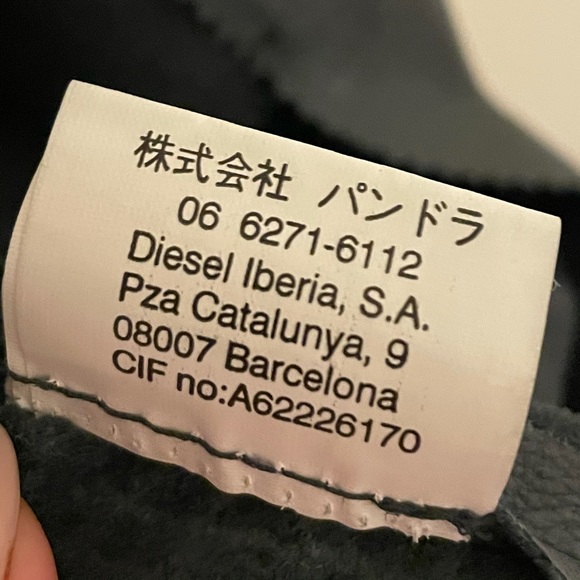 株式会社 パンドラ
06 6271-6112
Diesel Iberia, S.A.
Pza Catalunya, 9
08007 Barcelona
CIF no:A62226170